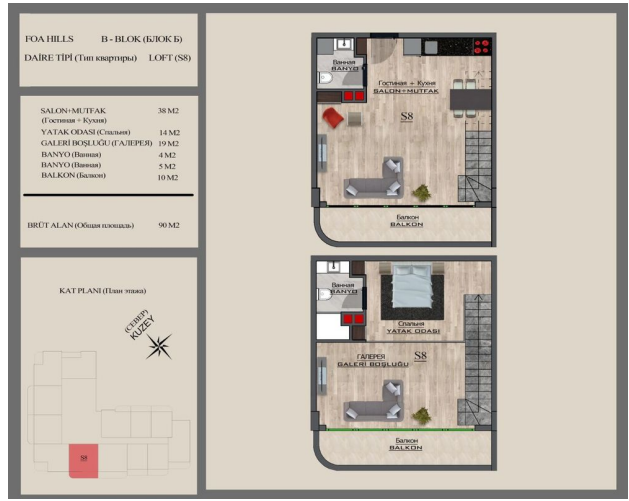 FOA HILLS B - BLOK (БЛОК Б)
DAİRE TİPİ (Тип квартиры) LOFT (S8)
SALON+MUTFAK 38 M2
(Гостиная + Кухня)
YATAK ODASI (Спальня) 14 M2
GALERİ BOŞLUĞU (ГАЛЕРЕЯ) 19 M2
BANYO (Ванная) 4 M2
BANYO (Ванная) 5 M2
BALKON (Балкон) 10 M2
BRÜT ALAN (Общая площадь) 90 M2
KAT PLANI (План этажа)
(СЕВЕР)
KUZEY
S8
Ванная
BANYO
Гостиная + Кухня
SALON+MUTFAK
S8
Балкон
BALKON
Ванная
BANYO
Спальня
YATAK ODASI
ГАЛЕРЕЯ
GALERİ BOŞLUĞU
S8
Балкон
BALKON